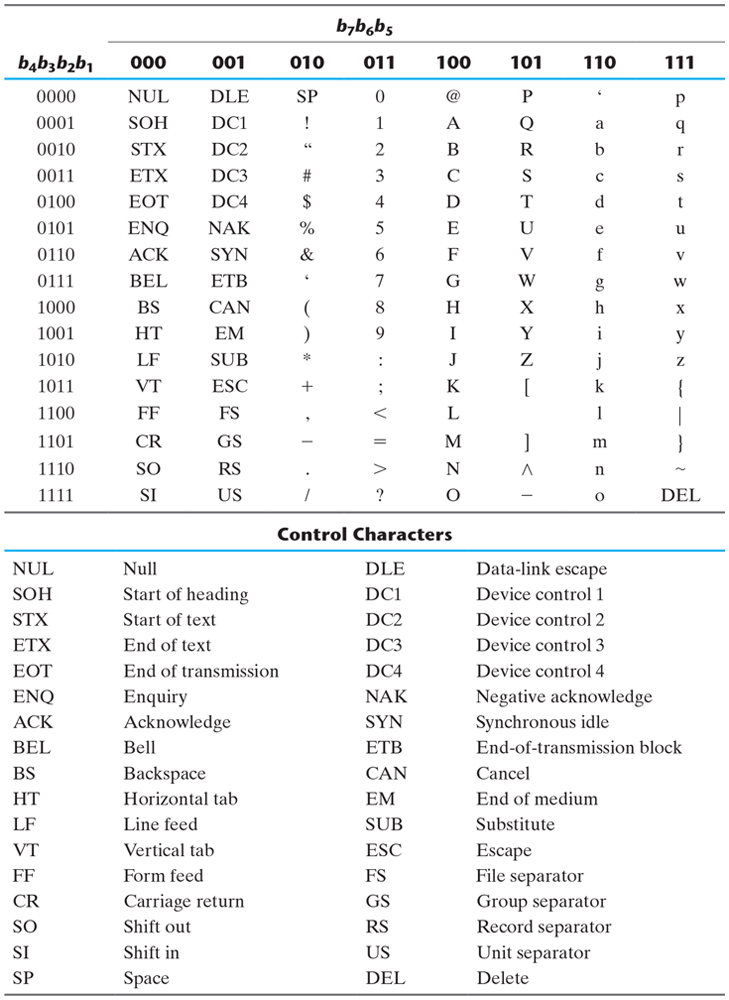 b7b6b5
b4b3b2b1 000 001 010 011 100 101 110 111
0000 NUL DLE SP 0 @ P ‘ p
0001 SOH DC1 ! 1 A Q a q
0010 STX DC2 “ 2 B R b r
0011 ETX DC3 # 3 C S c s
0100 EOT DC4 $ 4 D T d t
0101 ENQ NAK % 5 E U e u
0110 ACK SYN & 6 F V f v
0111 BEL ETB ‘ 7 G W g w
1000 BS CAN ( 8 H X h x
1001 HT EM ) 9 I Y i y
1010 LF SUB * : J Z j z
1011 VT ESC + ; K [ k {
1100 FF FS , < L l |
1101 CR GS − = M ] m }
1110 SO RS . > N ∧ n ~
1111 SI US / ? O − o DEL
Control Characters
NUL Null DLE Data-link escape
SOH Start of heading DC1 Device control 1
STX Start of text DC2 Device control 2
ETX End of text DC3 Device control 3
EOT End of transmission DC4 Device control 4
ENQ Enquiry NAK Negative acknowledge
ACK Acknowledge SYN Synchronous idle
BEL Bell ETB End-of-transmission block
BS Backspace CAN Cancel
HT Horizontal tab EM End of medium
LF Line feed SUB Substitute
VT Vertical tab ESC Escape
FF Form feed FS File separator
CR Carriage return GS Group separator
SO Shift out RS Record separator
SI Shift in US Unit separator
SP Space DEL Delete